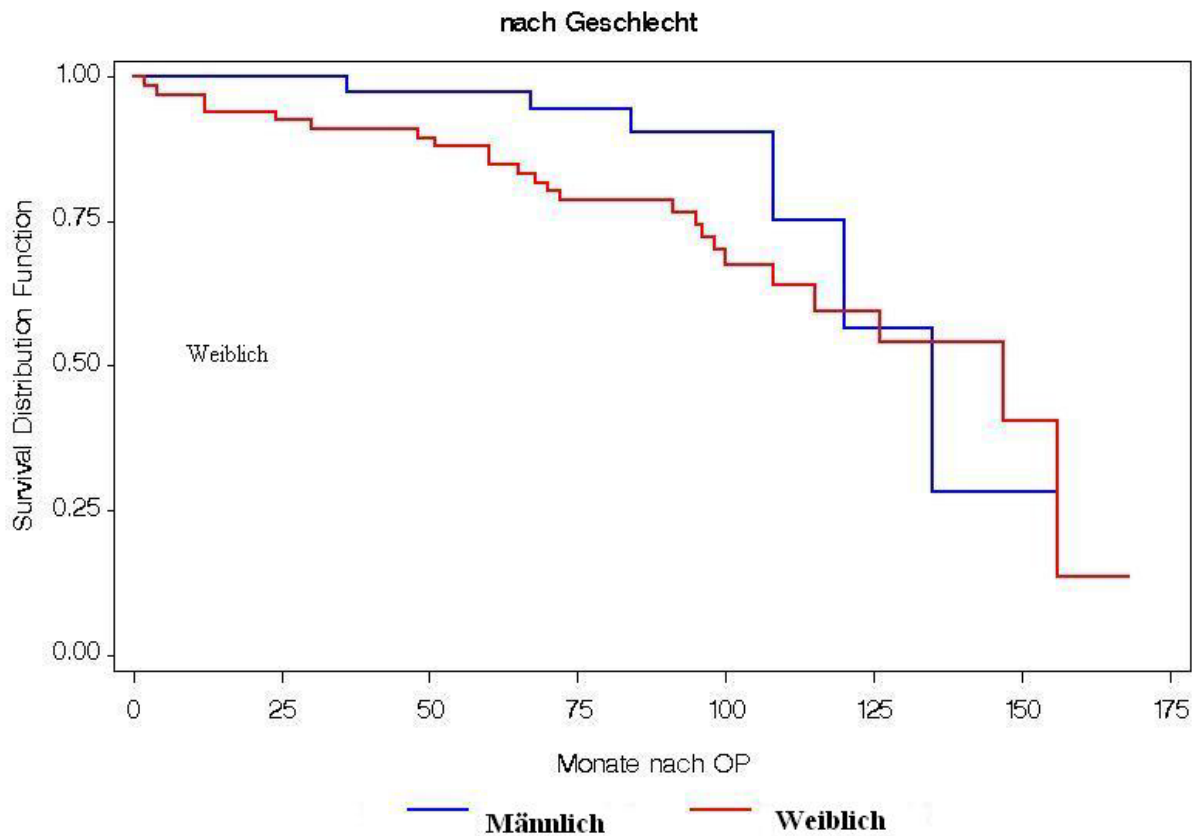 nach Geschlecht
Survival Distribution Function
1.00
0.75
0.50
0.25
0.00
Weiblich
0 25 50 75 100 125 150 175
Monate nach OP
Männlich Weiblich